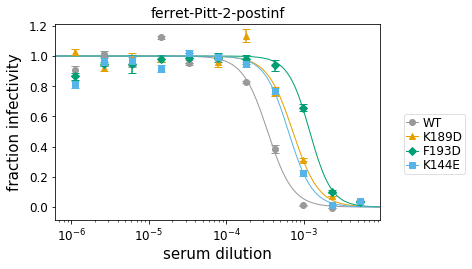 ferret-Pitt-2-postinf
1.2
1.0
0.8
0.6
0.4
0.2
0.0
fraction infectivity
10⁻⁶ 10⁻⁵ 10⁻⁴ 10⁻³
serum dilution
WT
K189D
F193D
K144E